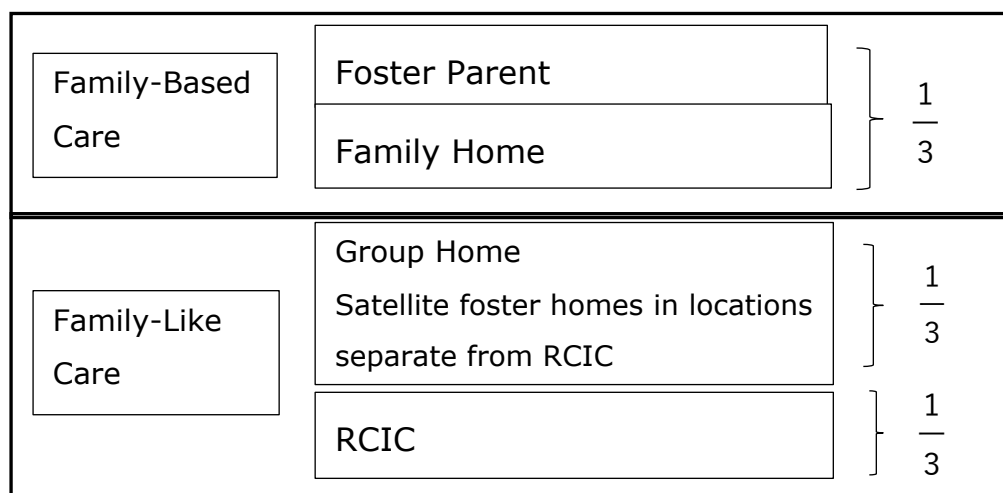 Family-Based
Care
Foster Parent
Family Home
1
3
Family-Like
Care
Group Home
Satellite foster homes in locations
separate from RCIC
1
3
RCIC
1
3